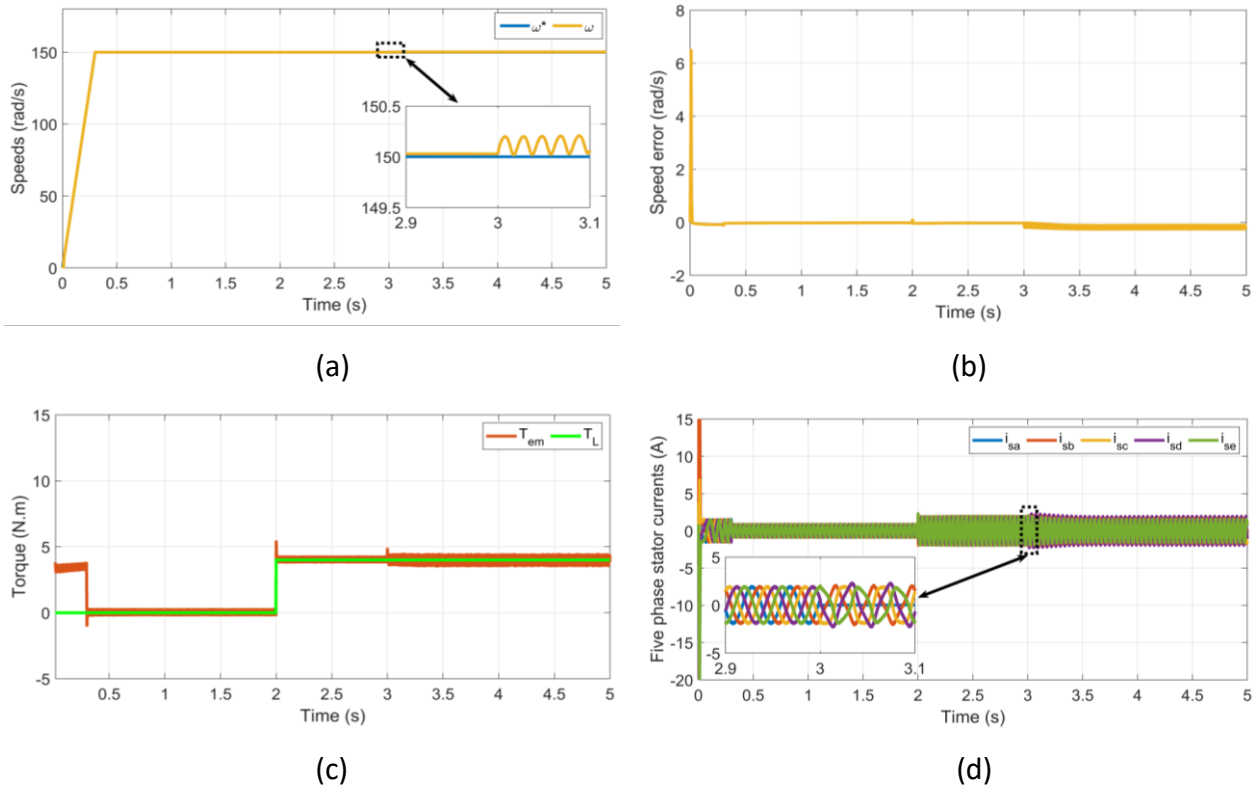 ω* ω
150.5
150
149.5
2.9 3 3.1
150
100
50
0
0 0.5 1 1.5 2 2.5 3 3.5 4 4.5 5
Speeds (rad/s)
Time (s)
(a)
8
6
4
2
0
-2
0 0.5 1 1.5 2 2.5 3 3.5 4 4.5 5
Speed error (rad/s)
Time (s)
(b)
T_em T_L
15
10
5
0
-5
0.5 1 1.5 2 2.5 3 3.5 4 4.5 5
Torque (N.m)
Time (s)
(c)
i_sa i_sb i_sc i_sd i_se
15
10
5
0
-5
-10
-15
-20
5
0
-5
2.9 3 3.1
0 0.5 1 1.5 2 2.5 3 3.5 4 4.5 5
Five phase stator currents (A)
Time (s)
(d)